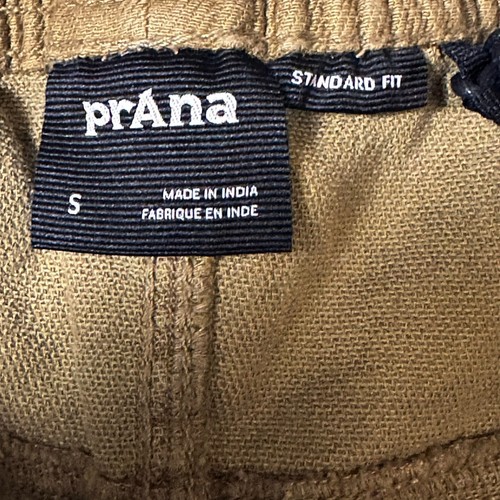 prAna
STANDARD FIT
S
MADE IN INDIA
FABRIQUE EN INDE